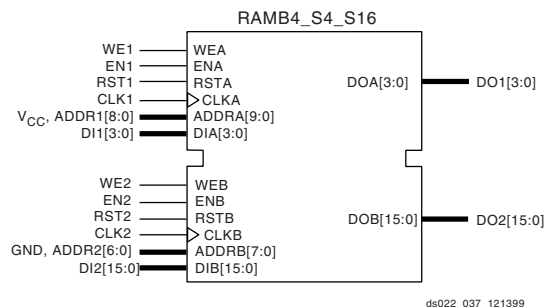 RAMB4_S4_S16
WE1 WEA
EN1 ENA
RST1 RSTA DOA[3:0] DO1[3:0]
CLK1 CLKA
VCC, ADDR1[8:0] ADDRA[9:0]
DI1[3:0] DIA[3:0]
WE2 WEB
EN2 ENB
RST2 RSTB DOB[15:0] DO2[15:0]
CLK2 CLKB
GND, ADDR2[6:0] ADDRB[7:0]
DI2[15:0] DIB[15:0]
ds022_037_121399